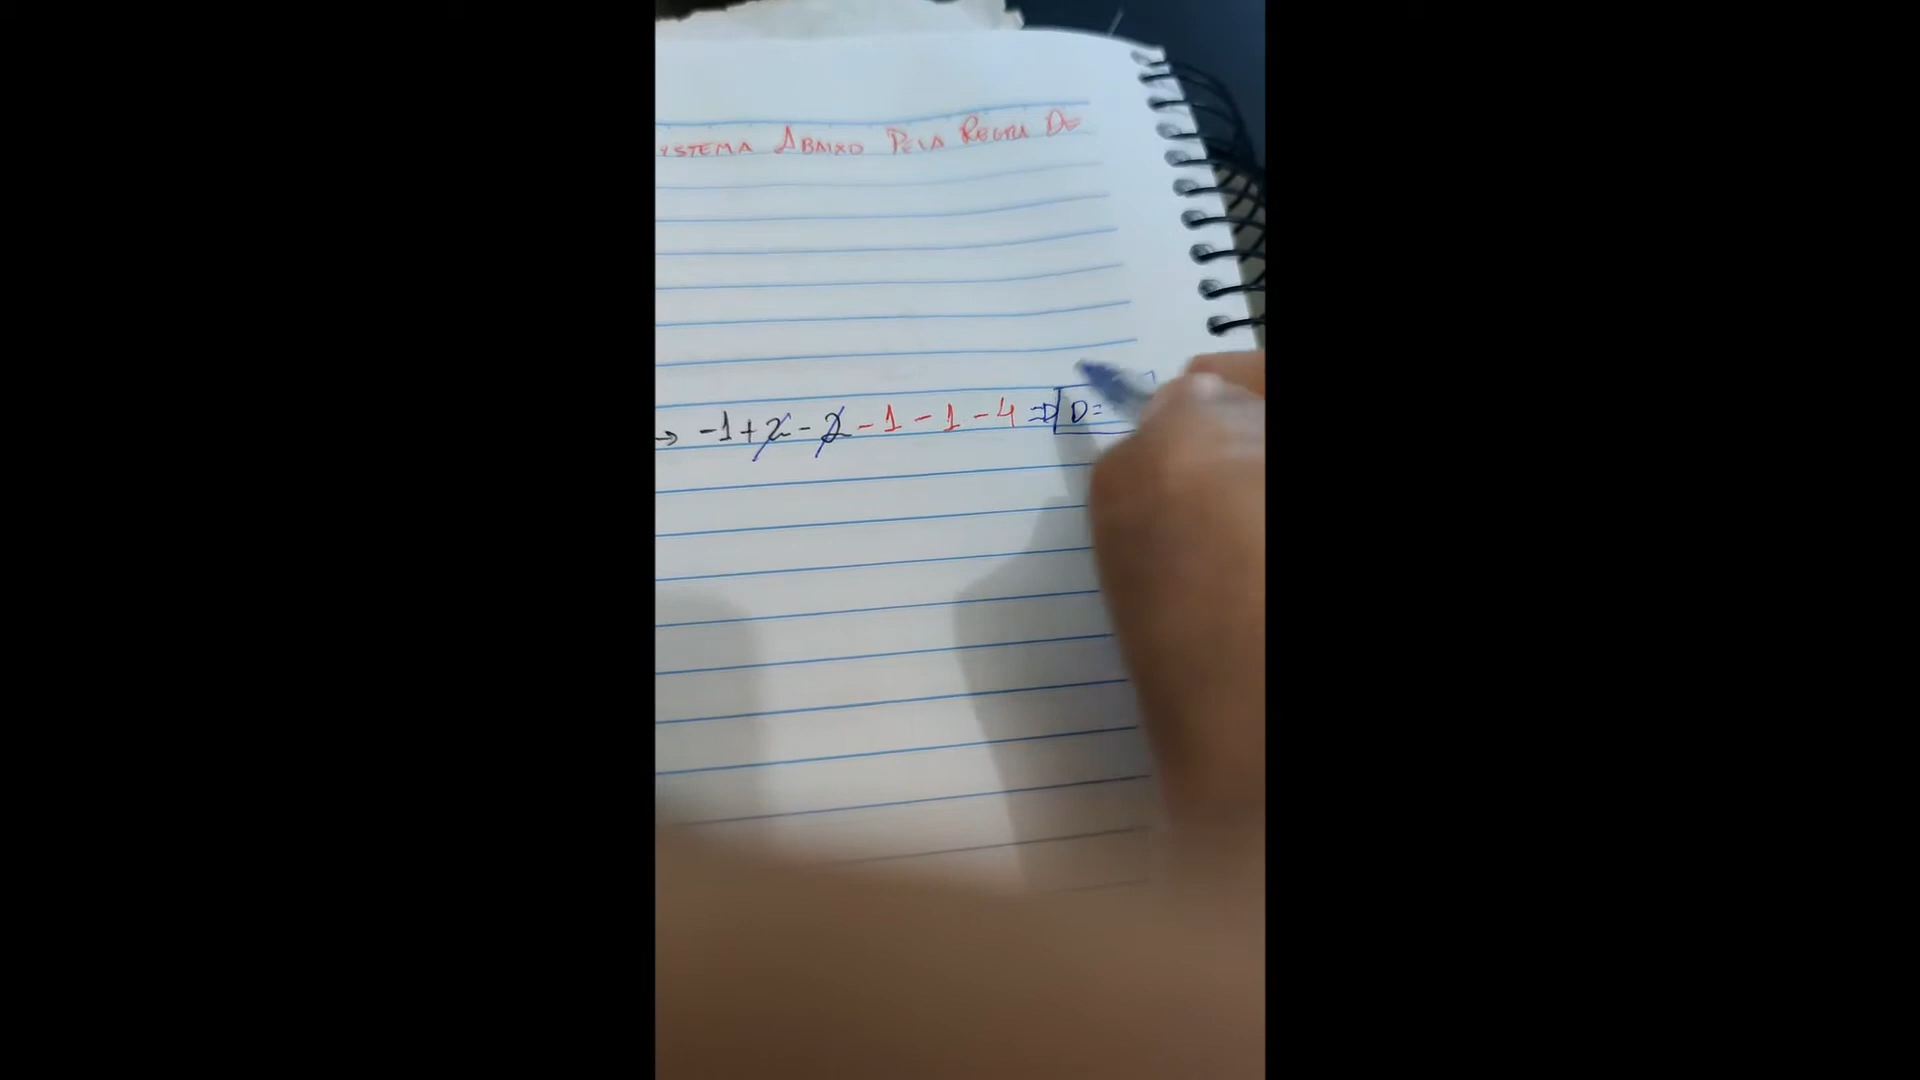 YSTEMA ABAIXO PELA REGRA DE
→ -1+2-2-1-1-4 ⇒ D=